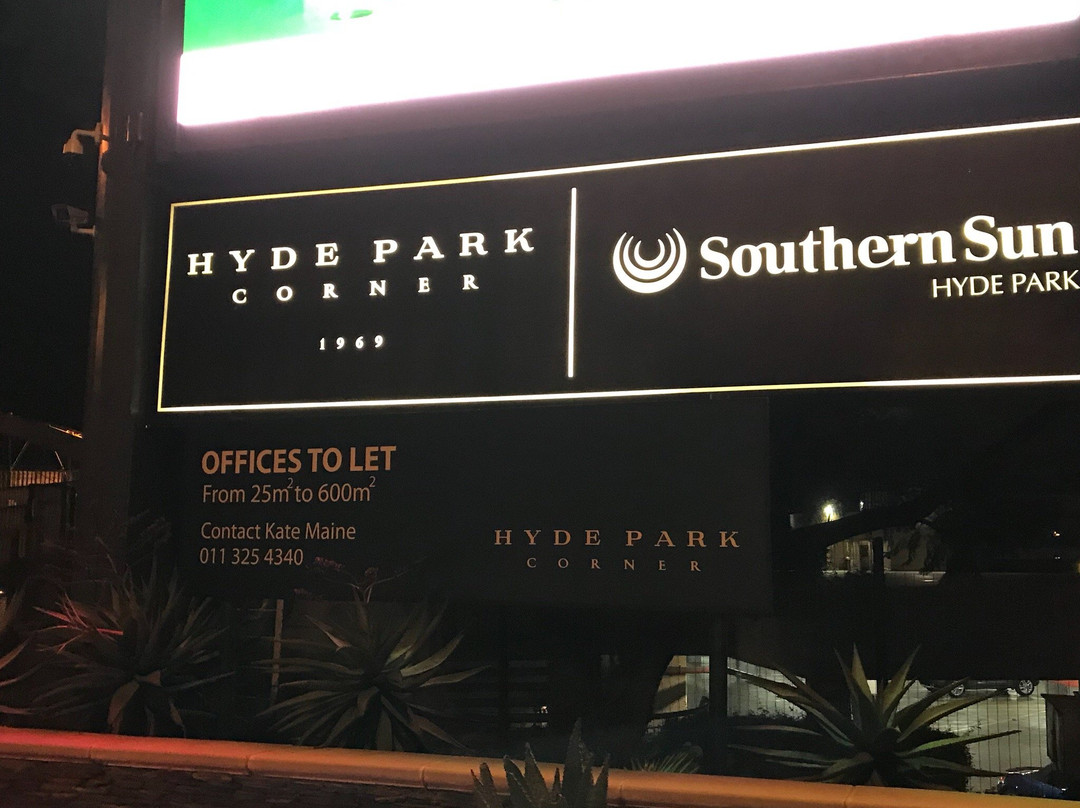 HYDE PARK
CORNER
1969
Southern Sun
HYDE PARK
OFFICES TO LET
From 25m² to 600m²
Contact Kate Maine
011 325 4340
HYDE PARK
CORNER